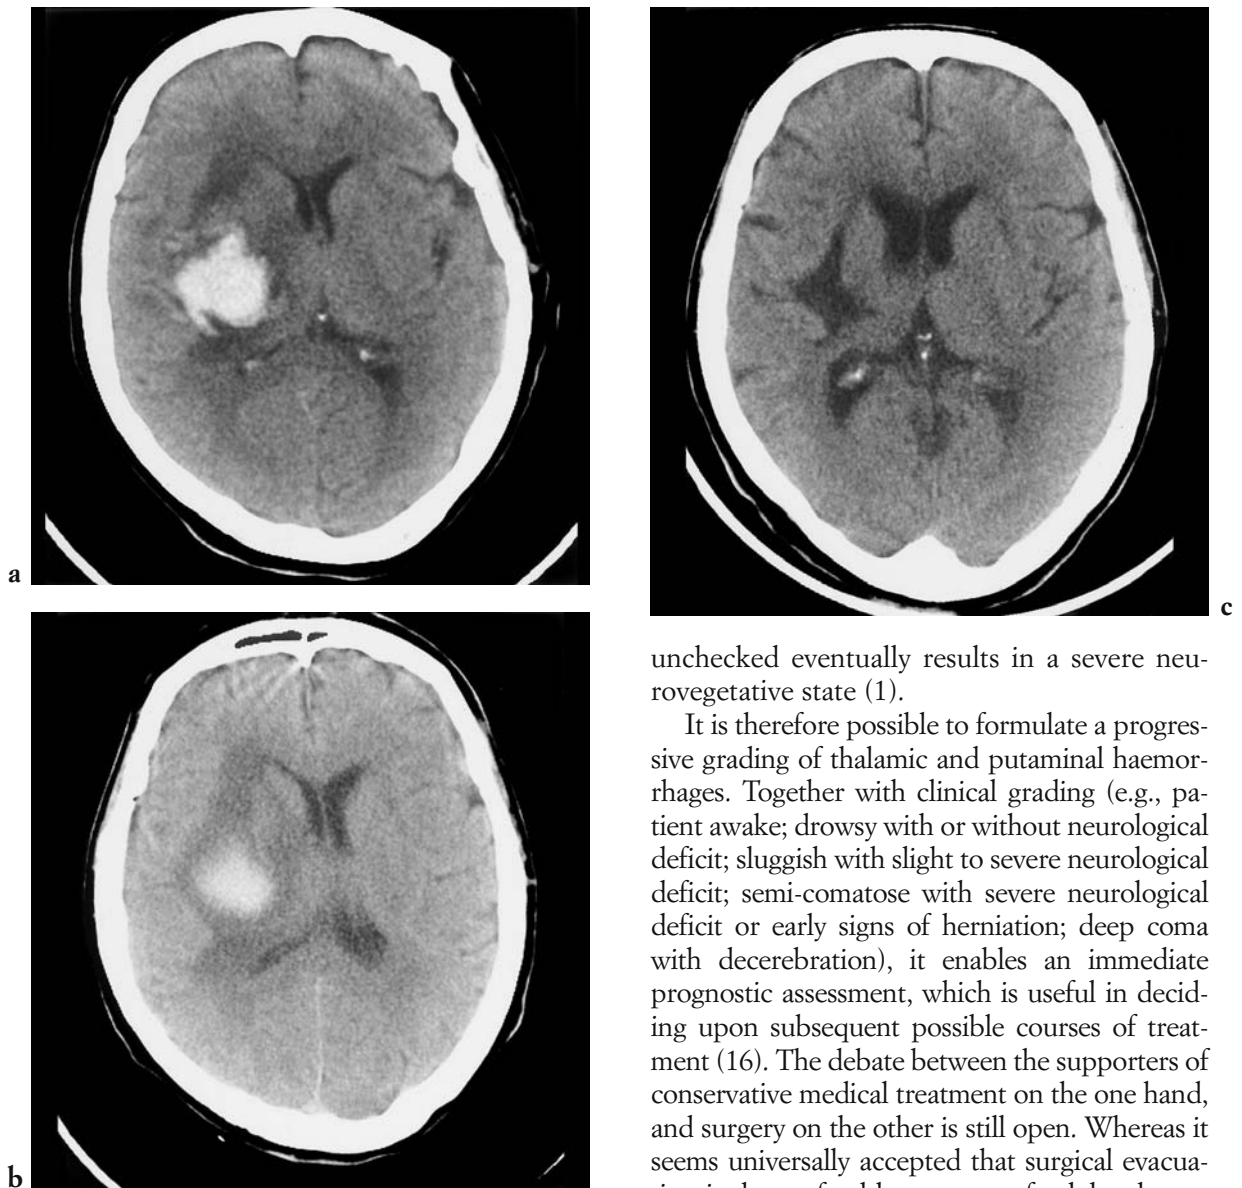 a
b
c
unchecked eventually results in a severe neu-
rovegetative state (1).
It is therefore possible to formulate a progres-
sive grading of thalamic and putaminal haemor-
rhages. Together with clinical grading (e.g., pa-
tient awake; drowsy with or without neurological
deficit; sluggish with slight to severe neurological
deficit; semi-comatose with severe neurological
deficit or early signs of herniation; deep coma
with decerebration), it enables an immediate
prognostic assessment, which is useful in decid-
ing upon subsequent possible courses of treat-
ment (16). The debate between the supporters of
conservative medical treatment on the one hand,
and surgery on the other is still open. Whereas it
seems universally accepted that surgical evacua-